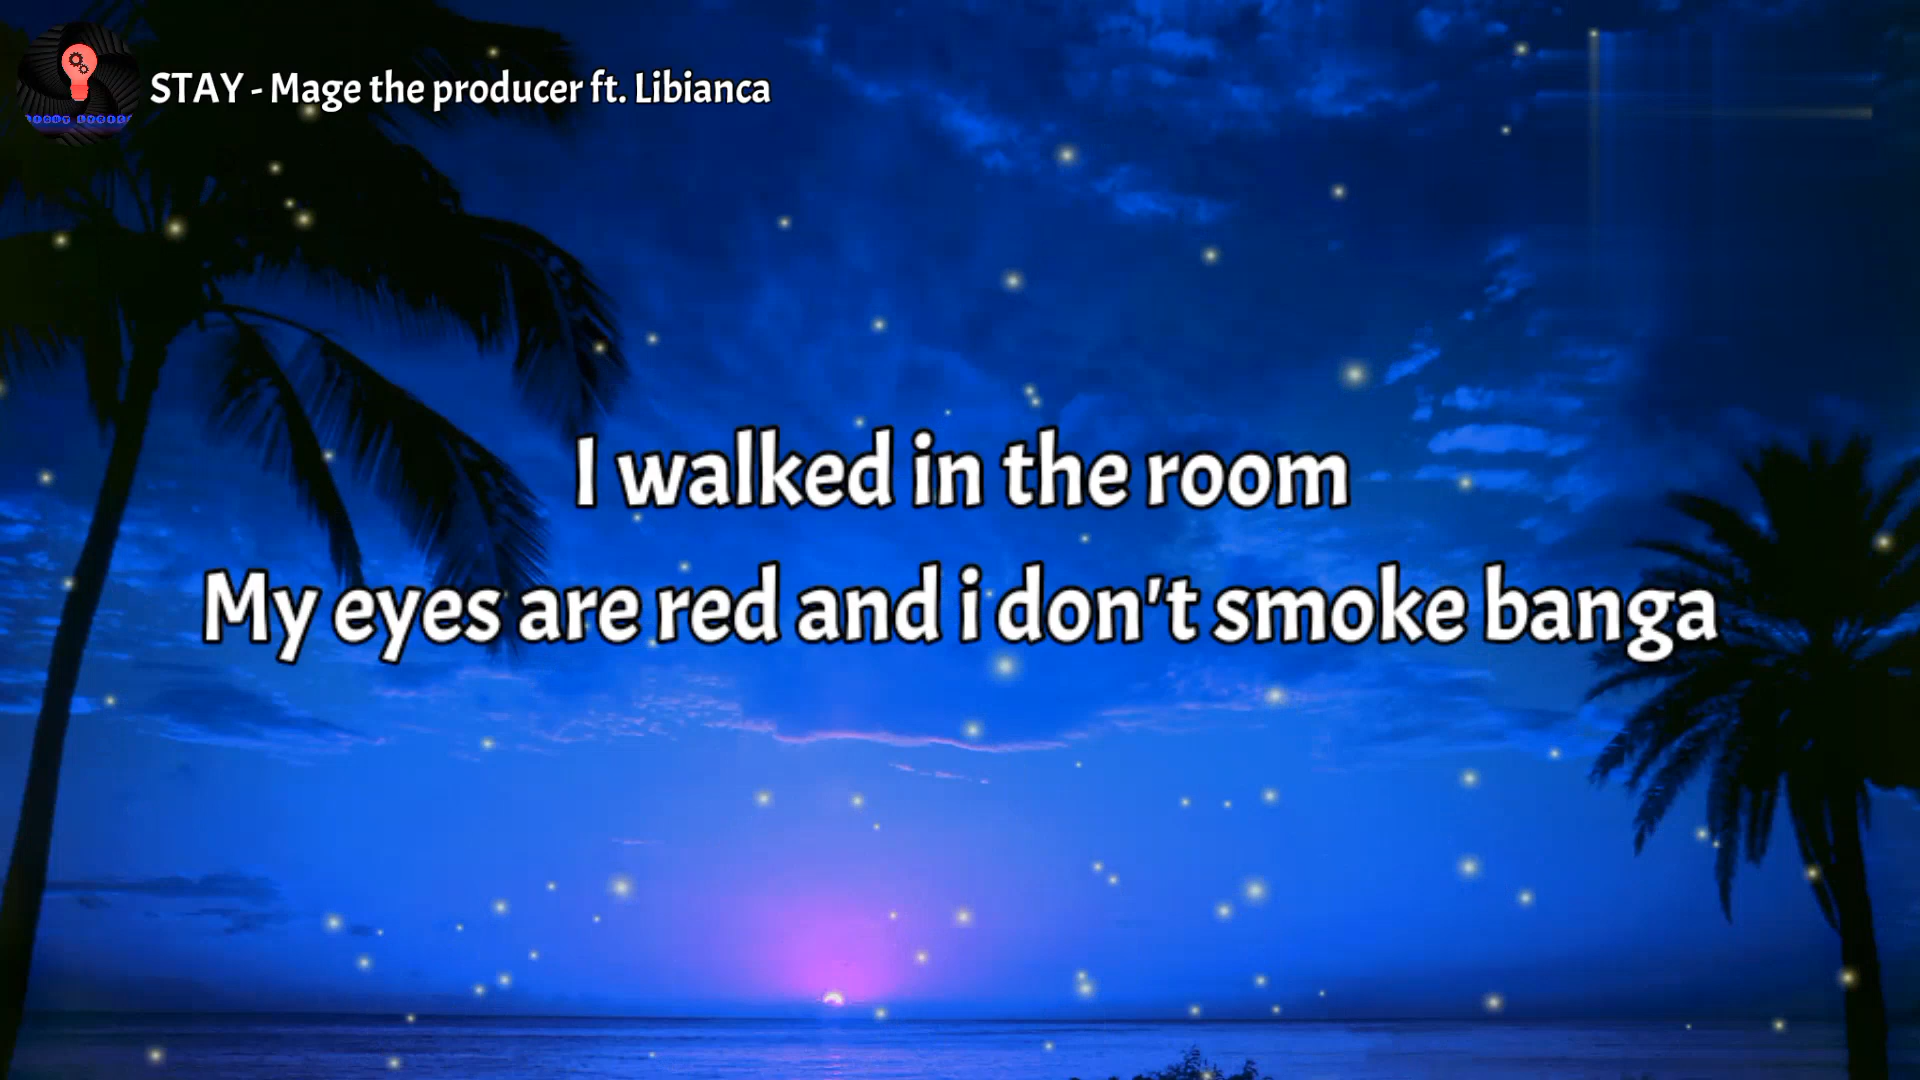 STAY - Mage the producer ft. Libianca
I walked in the room
My eyes are red and i don't smoke banga